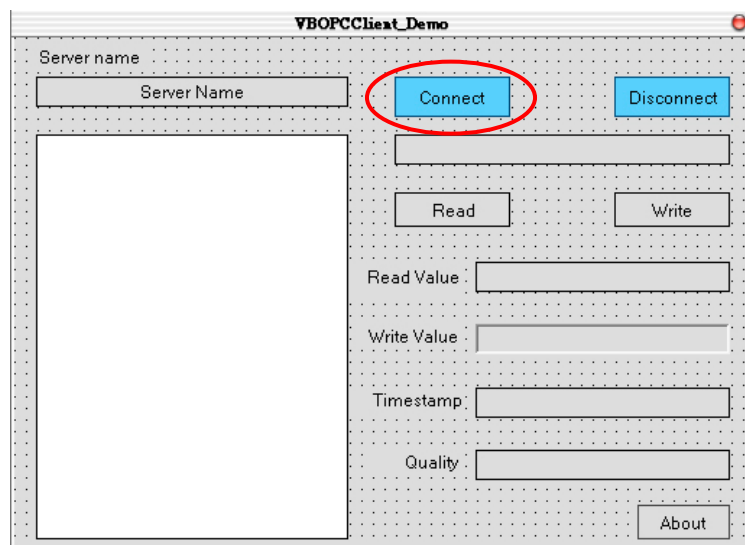 VBOPCClient_Demo
Server name
Server Name
Connect
Disconnect
Read
Write
Read Value
Write Value
Timestamp
Quality
About